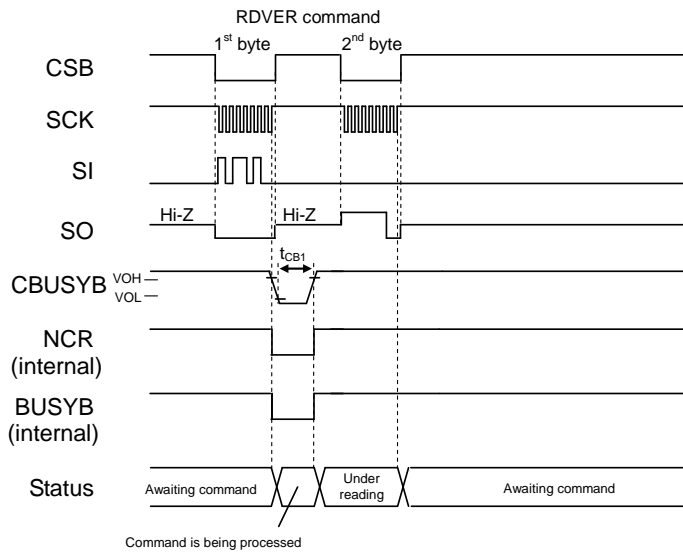 RDVER command
1st byte
2nd byte
CSB
SCK
SI
SO
Hi-Z
Hi-Z
tCB1
CBUSYB
VOH
VOL
NCR
(internal)
BUSYB
(internal)
Status
Awaiting command
Under
reading
Awaiting command
Command is being processed